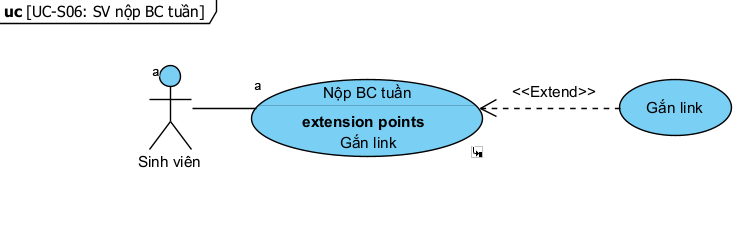 uc [UC-S06: SV nộp BC tuần]
a
a
Nộp BC tuần
extension points
Gắn link
<<Extend>>
Gắn link
Sinh viên